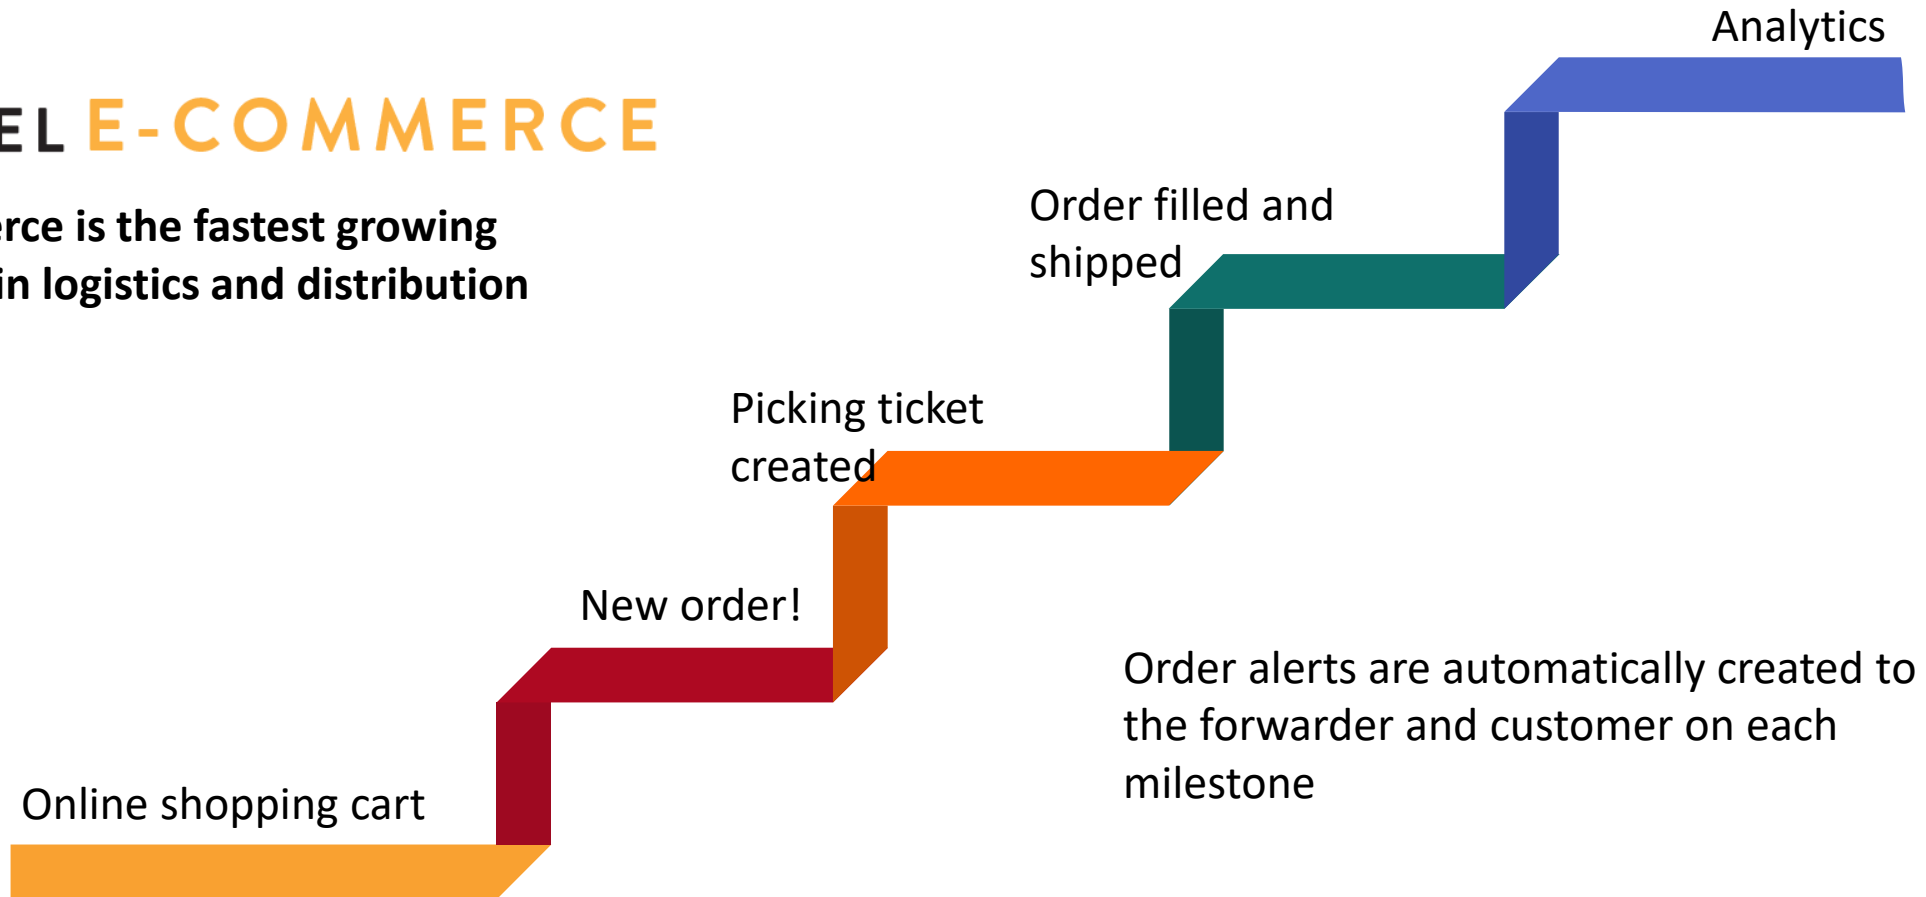 Analytics
EL E-COMMERCE
erce is the fastest growing
in logistics and distribution
Order filled and
shipped
Picking ticket
created
New order!
Order alerts are automatically created to
the forwarder and customer on each
milestone
Online shopping cart